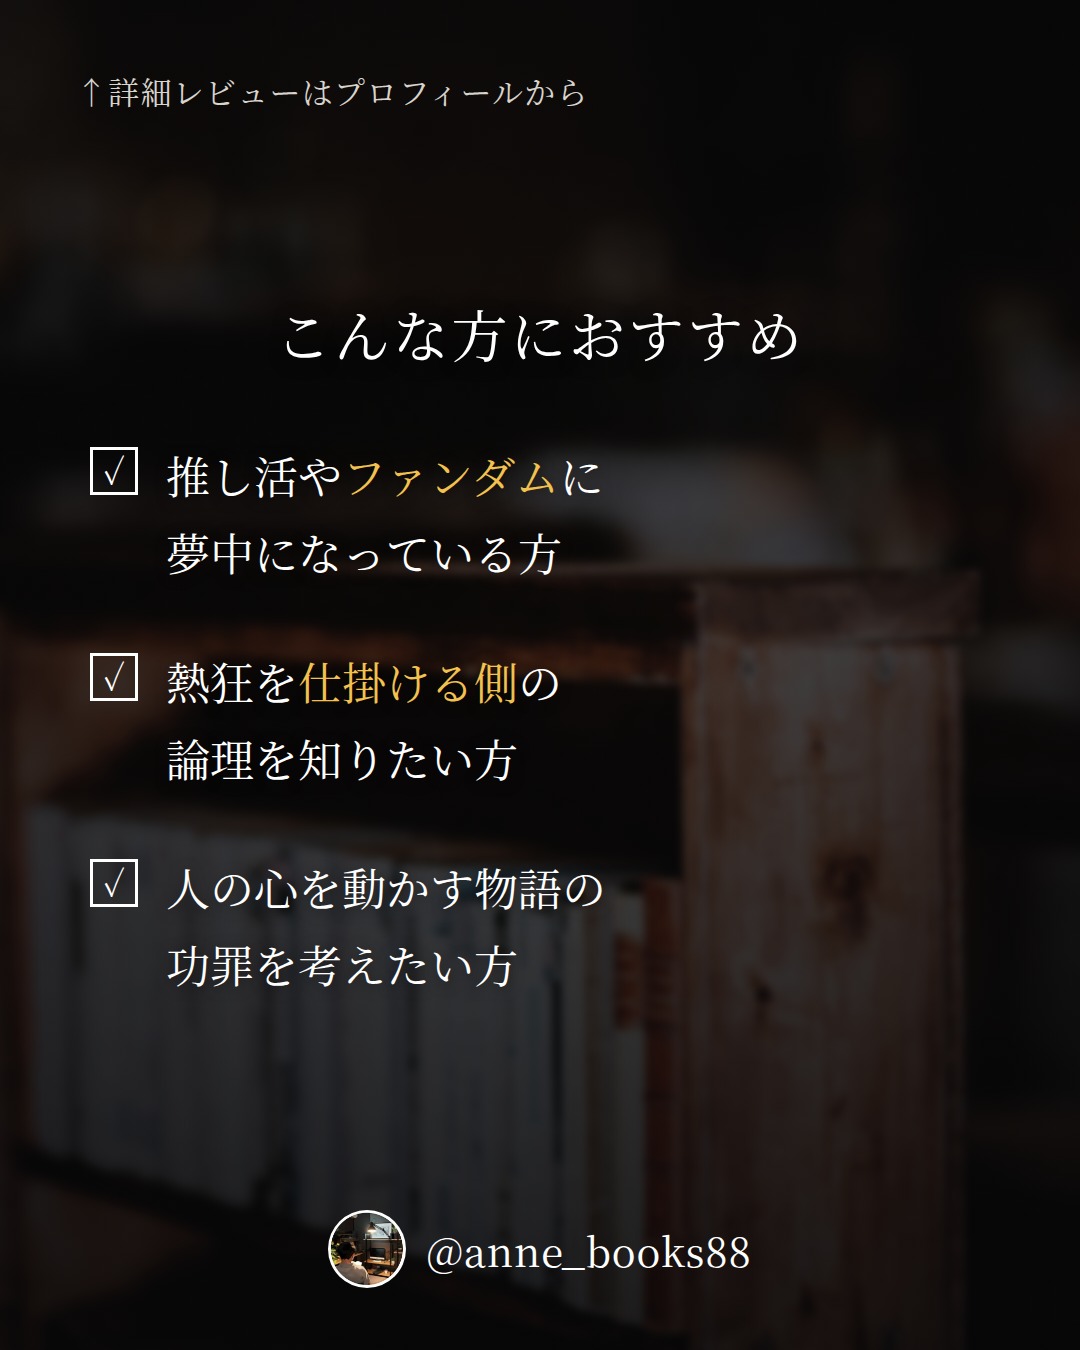 ↑詳細レビューはプロフィールから
こんな方におすすめ
✓ 推し活やファンダムに
夢中になっている方
✓ 熱狂を仕掛ける側の
論理を知りたい方
✓ 人の心を動かす物語の
功罪を考えたい方
@anne_books88